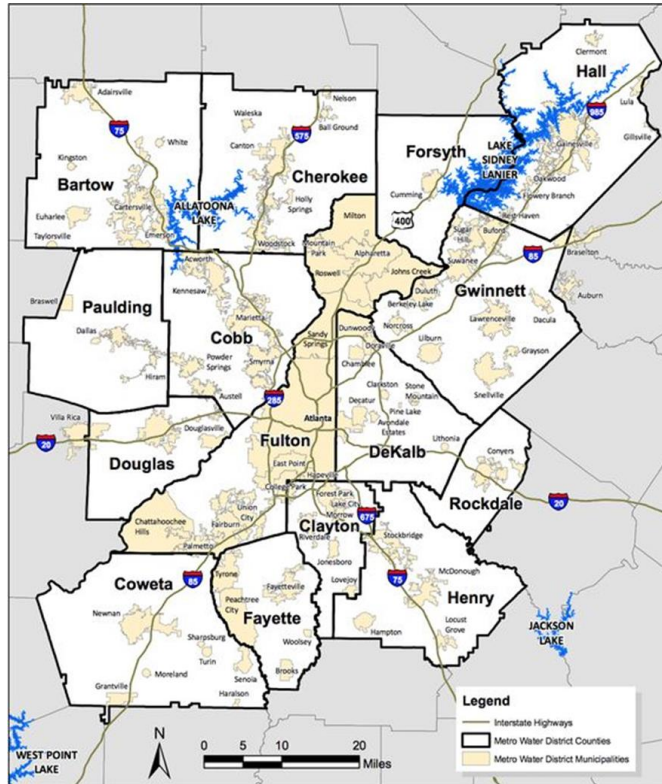 Clermont
Hall
Adairsville
Nelson
Waleska
985
Lula
75
575
Ball Ground
White
Canton
LAKE
SIDNEY
LANIER
Gainesville
Gillsville
Forsyth
Kingston
Cherokee
Oakwood
Bartow
Cumming
Flowery Branch
Holly
Springs
Cartersville
ALLATOONA
LAKE
Milton
Rest Haven
Euharlee
400
Sugar
Hill
Buford
Taylorsville
Emerson
Woodstock
Mountain
Park
Alpharetta
Suwanee
85
Braselton
Acworth
Roswell
Johns Creek
Kennesaw
Duluth
Gwinnett
Auburn
Braswell
Paulding
Berkeley Lake
Marietta
Dunwoody
Norcross
Lawrenceville
Dacula
Dallas
Cobb
Sandy
Springs
Doraville
Lilburn
Grayson
Powder
Springs
Smyrna
Chamblee
Hiram
Clarkston
Stone
Mountain
Snellville
Austell
285
Decatur
Pine Lake
Villa Rica
Atlanta
Avondale
Estates
Douglasville
Fulton
Lithonia
20
DeKalb
Conyers
Douglas
East Point
Hapeville
College Park
Rockdale
20
Forest Park
Lake City
Union
City
Morrow
675
Chattahoochee
Hills
Fairburn
Clayton
Riverdale
Stockbridge
Palmetto
Jonesboro
McDonough
Coweta
85
Tyrone
Lovejoy
75
Henry
Fayetteville
Peachtree
City
Newnan
Fayette
Locust
Grove
JACKSON
LAKE
Sharpsburg
Hampton
Woolsey
Turin
Moreland
Senoia
Brooks
Grantville
Haralson
Legend
Interstate Highways
Metro Water District Counties
Metro Water District Municipalities
WEST POINT
LAKE
N
0 5 10 20
Miles